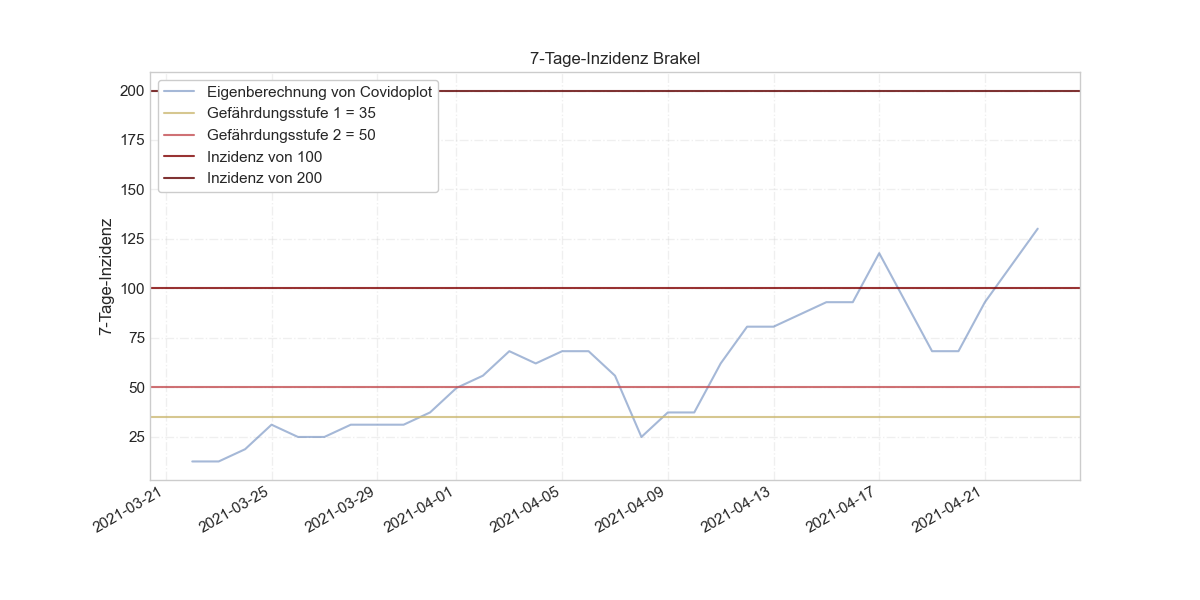 7-Tage-Inzidenz Brakel
Eigenberechnung von Covidoplot
Gefährdungsstufe 1 = 35
Gefährdungsstufe 2 = 50
Inzidenz von 100
Inzidenz von 200
7-Tage-Inzidenz
200
175
150
125
100
75
50
25
2021-03-21
2021-03-25
2021-03-29
2021-04-01
2021-04-05
2021-04-09
2021-04-13
2021-04-17
2021-04-21